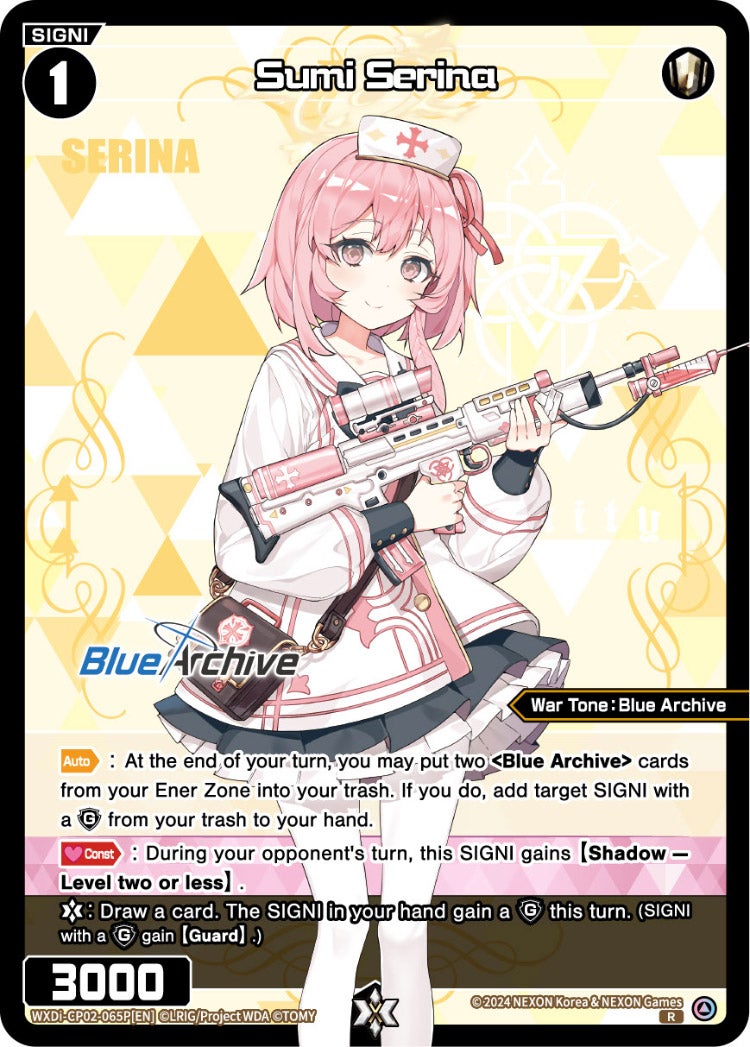 SIGNI
1
Sumi Serina
SERINA
Blue Archive
War Tone:Blue Archive
Auto : At the end of your turn, you may put two <Blue Archive> cards
from your Ener Zone into your trash. If you do, add target SIGNI with
a G from your trash to your hand.
Const : During your opponent's turn, this SIGNI gains 【Shadow —
Level two or less】.
: Draw a card. The SIGNI in your hand gain a G this turn. (SIGNI
with a G gain 【Guard】.)
3000
WXDi-CP02-065P[EN] ©LRIG/Project WDA ©TOMY
©2024 NEXON Korea & NEXON Games
R